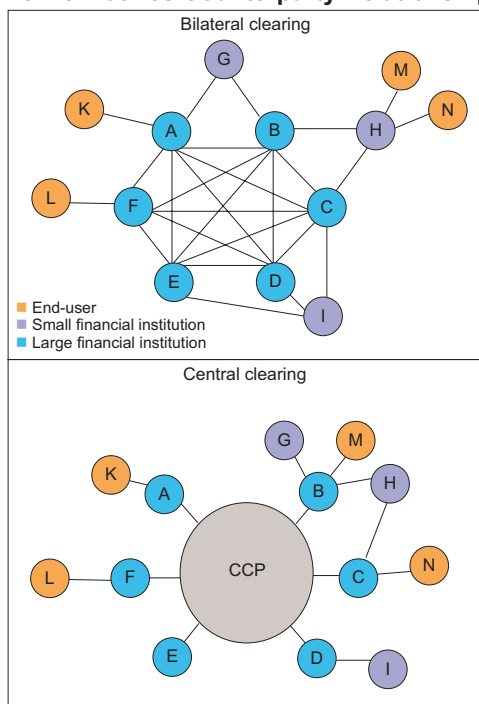 Bilateral clearing
G
M
K
N
A
B
H
L
F
C
E
D
I
End-user
Small financial institution
Large financial institution
Central clearing
G
M
K
H
A
B
CCP
L
F
C
N
E
D
I